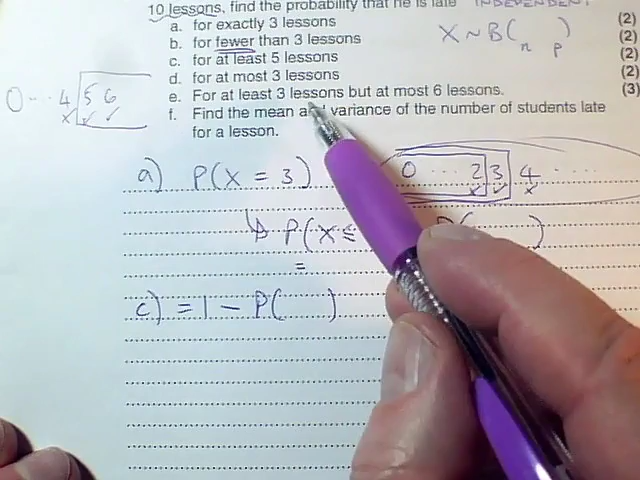 10 lessons, find the probability that he is late INDEPENDENT
a. for exactly 3 lessons (2)
b. for fewer than 3 lessons (2)
c. for at least 5 lessons (2)
d. for at most 3 lessons (2)
e. For at least 3 lessons but at most 6 lessons. (3)
f. Find the mean and variance of the number of students late
for a lesson.
X ~ B( n p )
0 ... 4 5 6
a) P(X = 3)
0 ... 2 3 4 ...
P(X ≤ P( )
=
c) = 1 - P( )